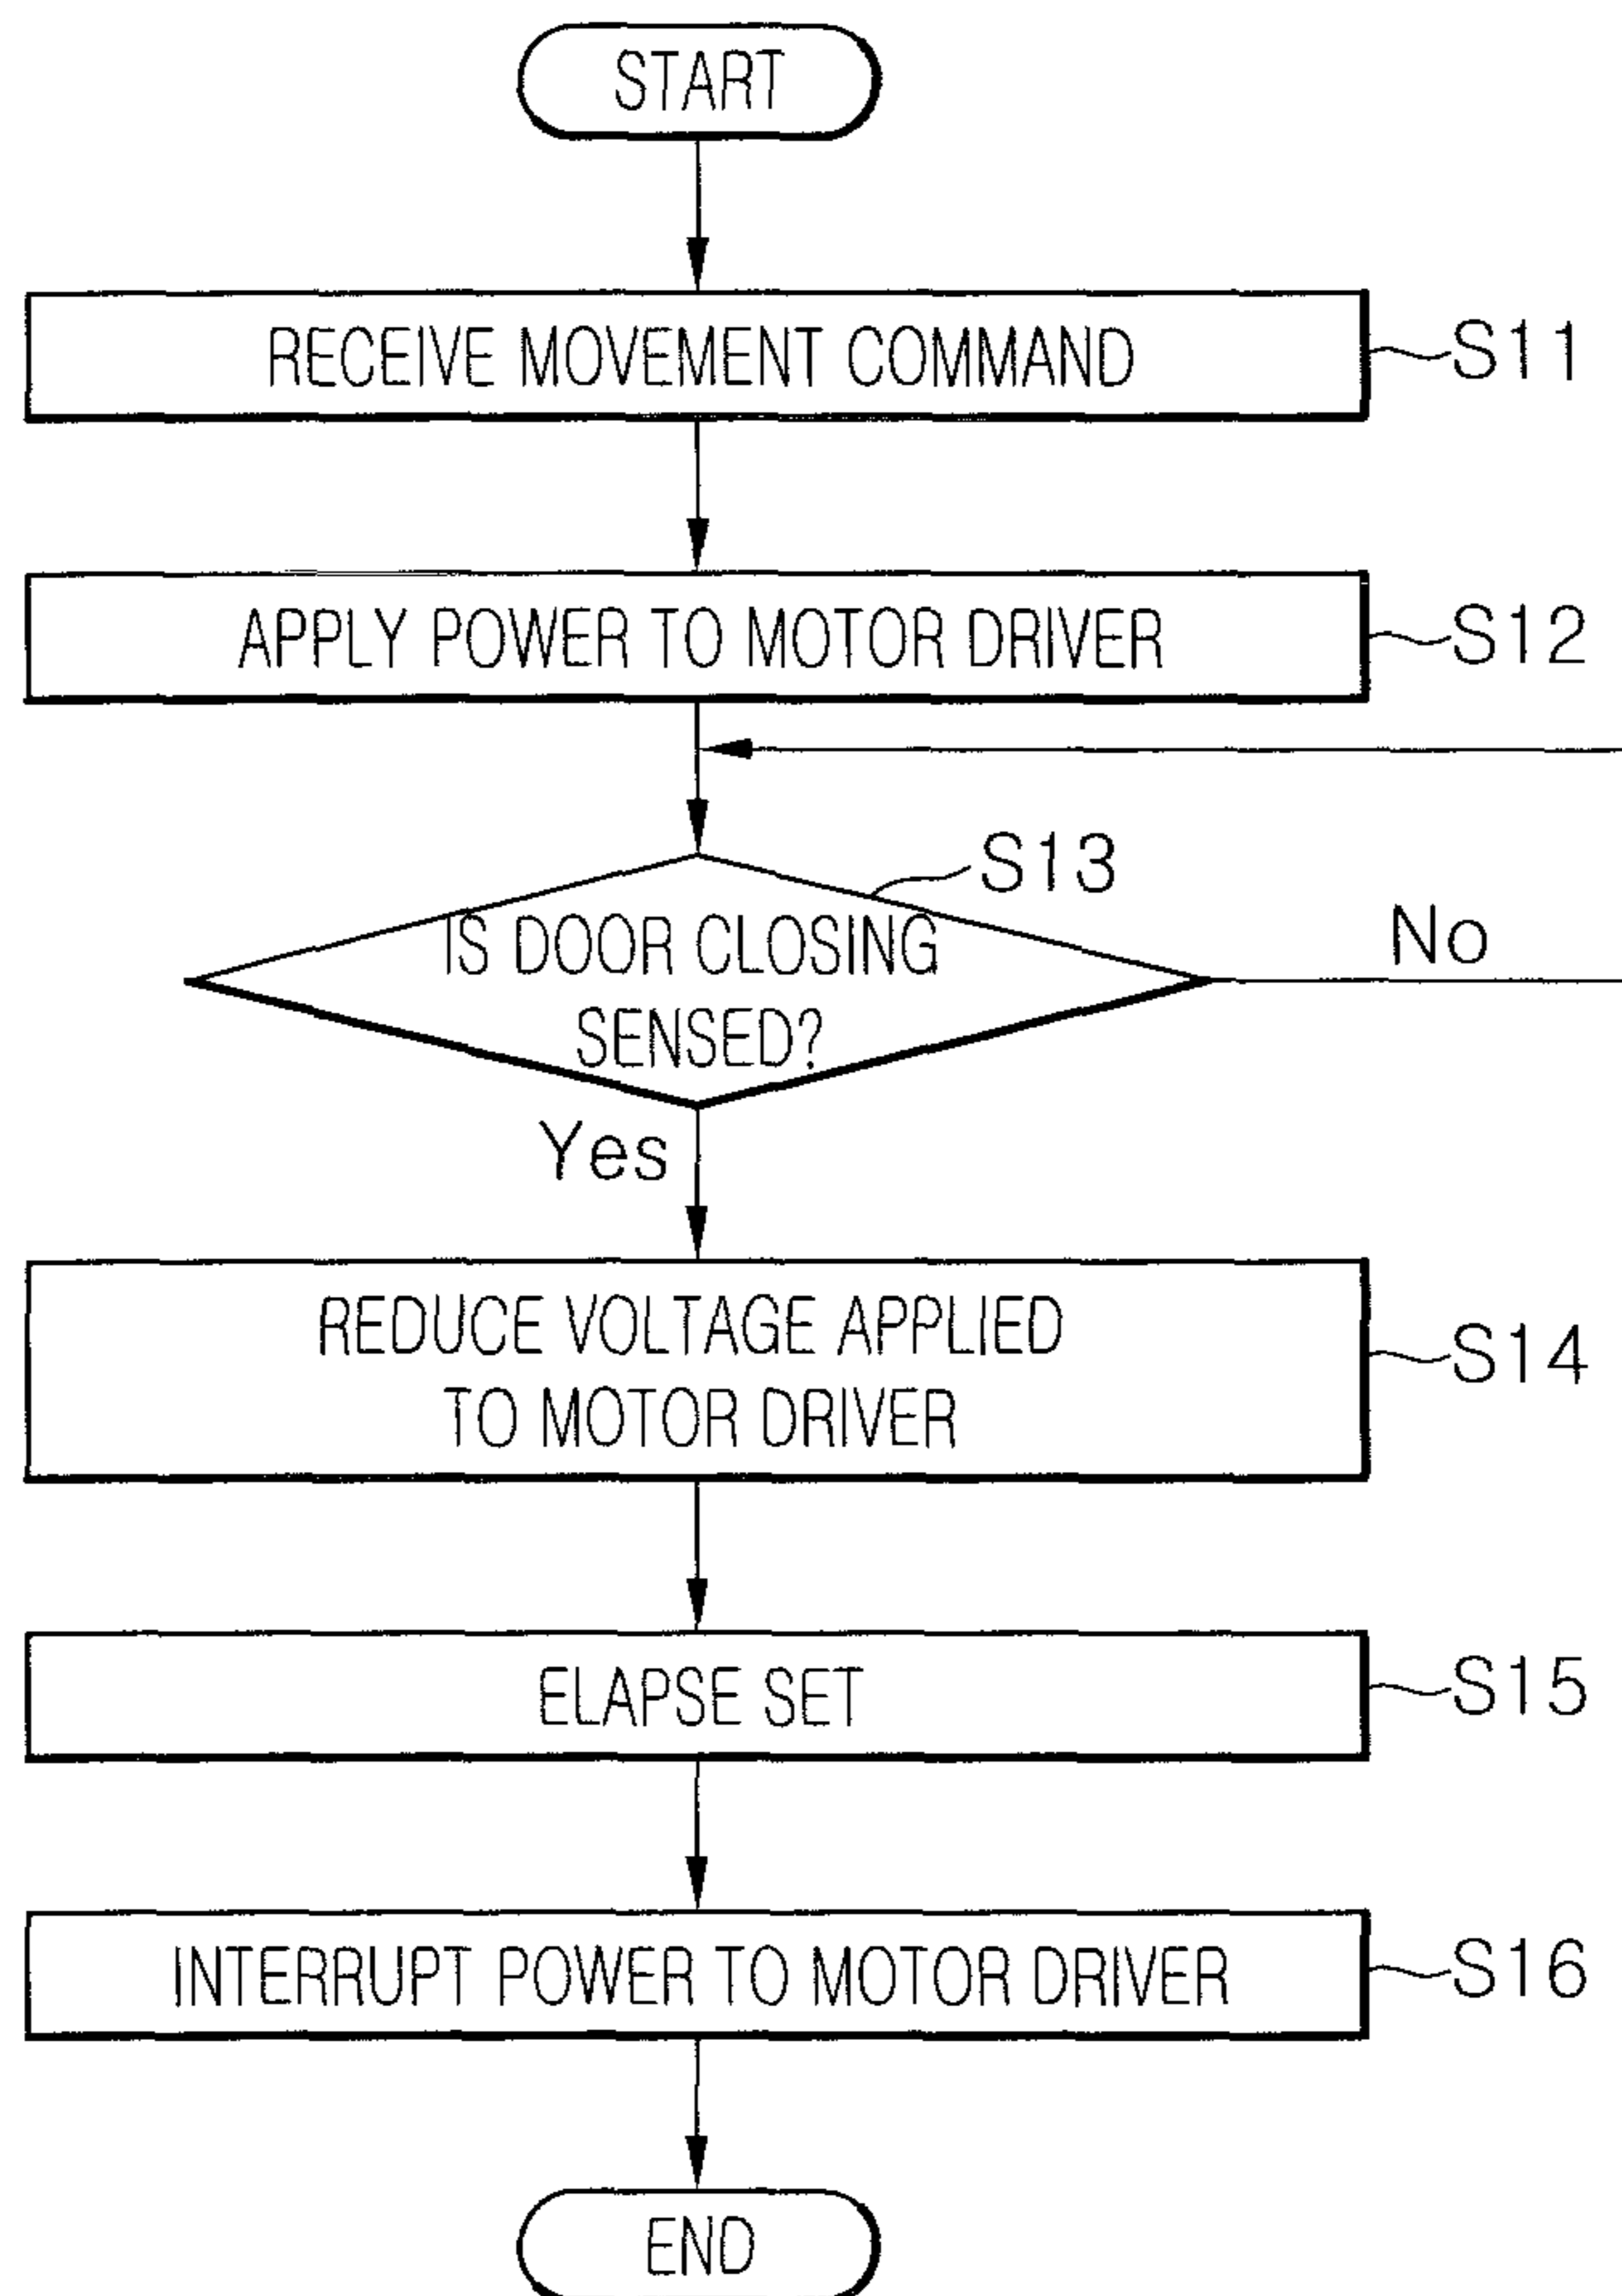 START
RECEIVE MOVEMENT COMMAND
S11
APPLY POWER TO MOTOR DRIVER
S12
S13
IS DOOR CLOSING
SENSED?
No
Yes
REDUCE VOLTAGE APPLIED
TO MOTOR DRIVER
S14
ELAPSE SET
S15
INTERRUPT POWER TO MOTOR DRIVER
S16
END